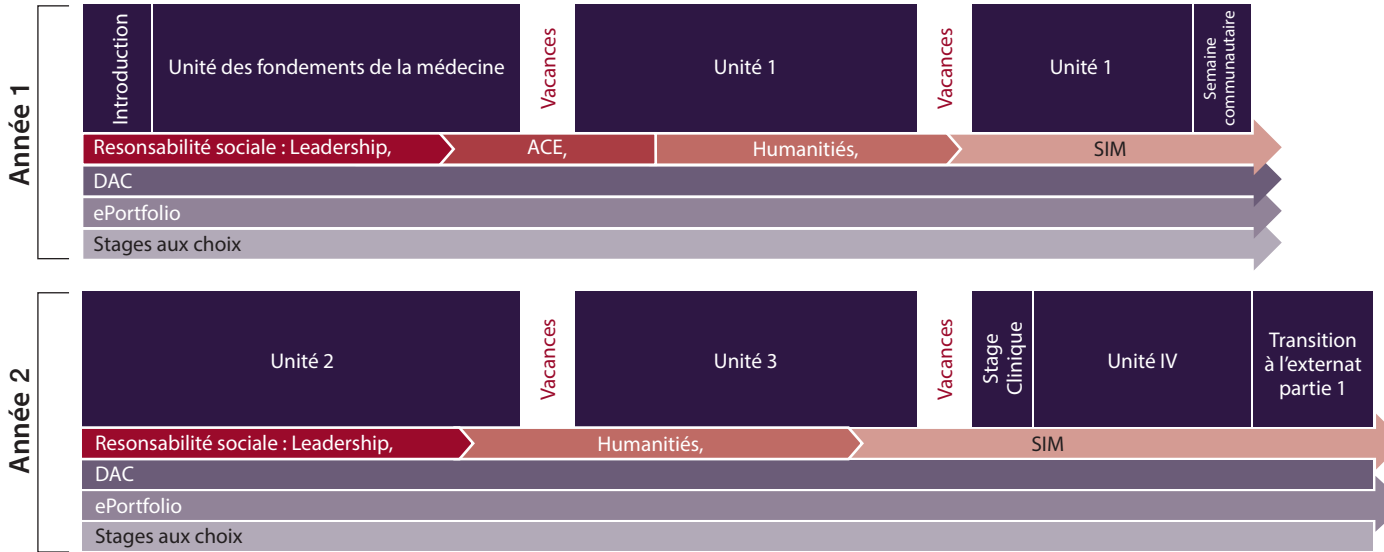 Année 1
Introduction
Unité des fondements de la médecine
Vacances
Unité 1
Vacances
Unité 1
Semaine
communautaire
Resonsabilité sociale : Leadership,
ACE,
Humanitiés,
SIM
DAC
ePortfolio
Stages aux choix
Année 2
Unité 2
Vacances
Unité 3
Vacances
Stage
Clinique
Unité IV
Transition
à l'externat
partie 1
Resonsabilité sociale : Leadership,
Humanitiés,
SIM
DAC
ePortfolio
Stages aux choix